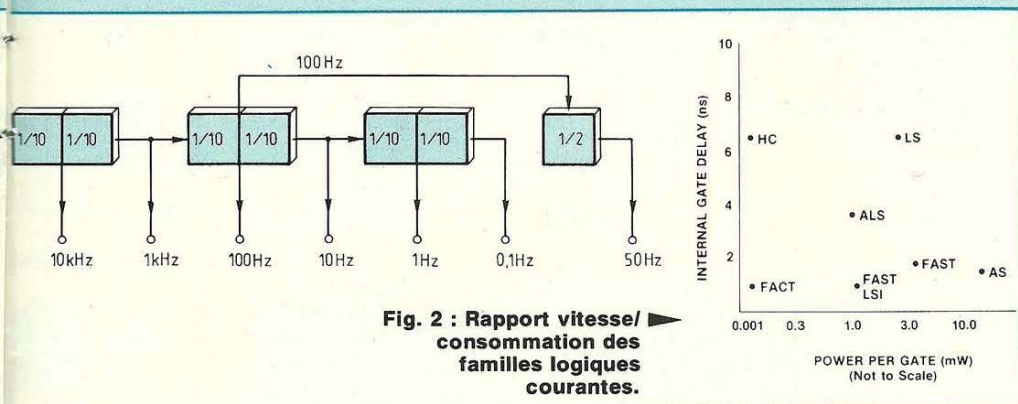 100Hz
1/10 1/10 1/10 1/10 1/10 1/10 1/2
10kHz 1kHz 100Hz 10Hz 1Hz 0,1Hz 50Hz
Fig. 2 : Rapport vitesse/
consommation des
familles logiques
courantes.
INTERNAL GATE DELAY (ns)
10
8
6
4
2
HC
LS
ALS
FAST
AS
FACT
FAST
LSI
0.001 0.3 1.0 3.0 10.0
POWER PER GATE (mW)
(Not to Scale)